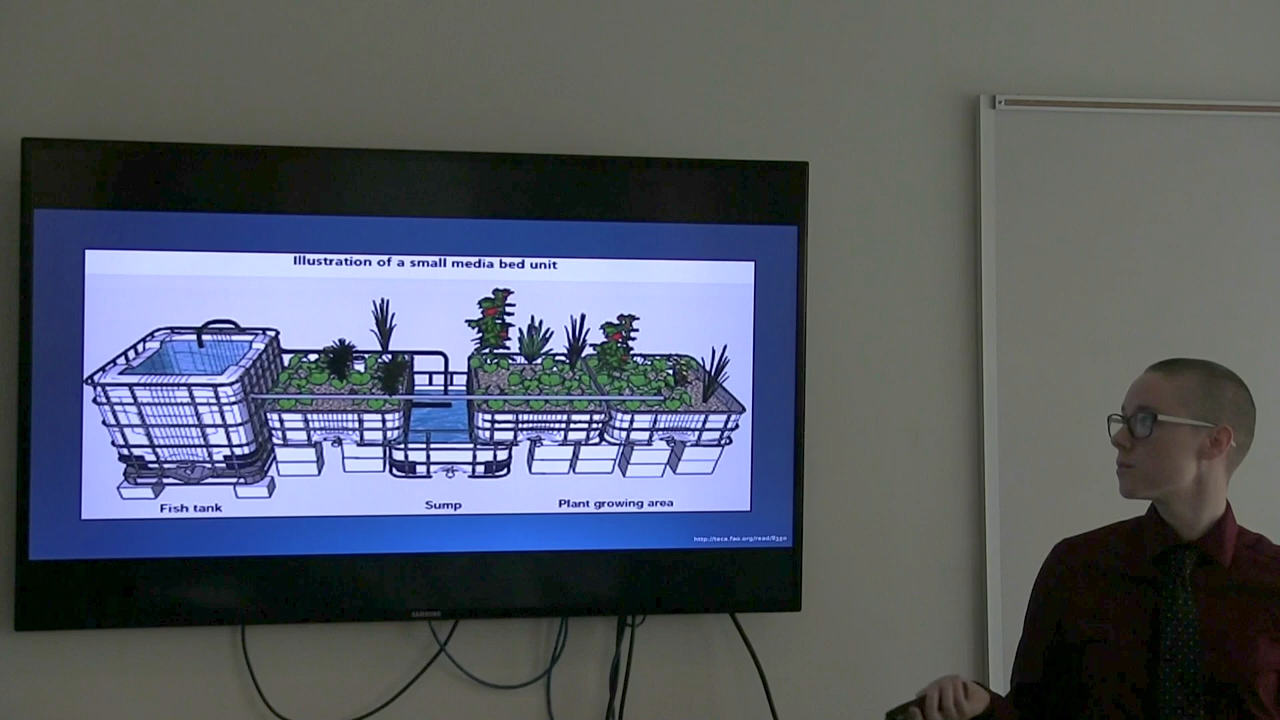 Illustration of a small media bed unit
Fish tank
Sump
Plant growing area
http://teca.fao.org/read/8350
SAMSUNG